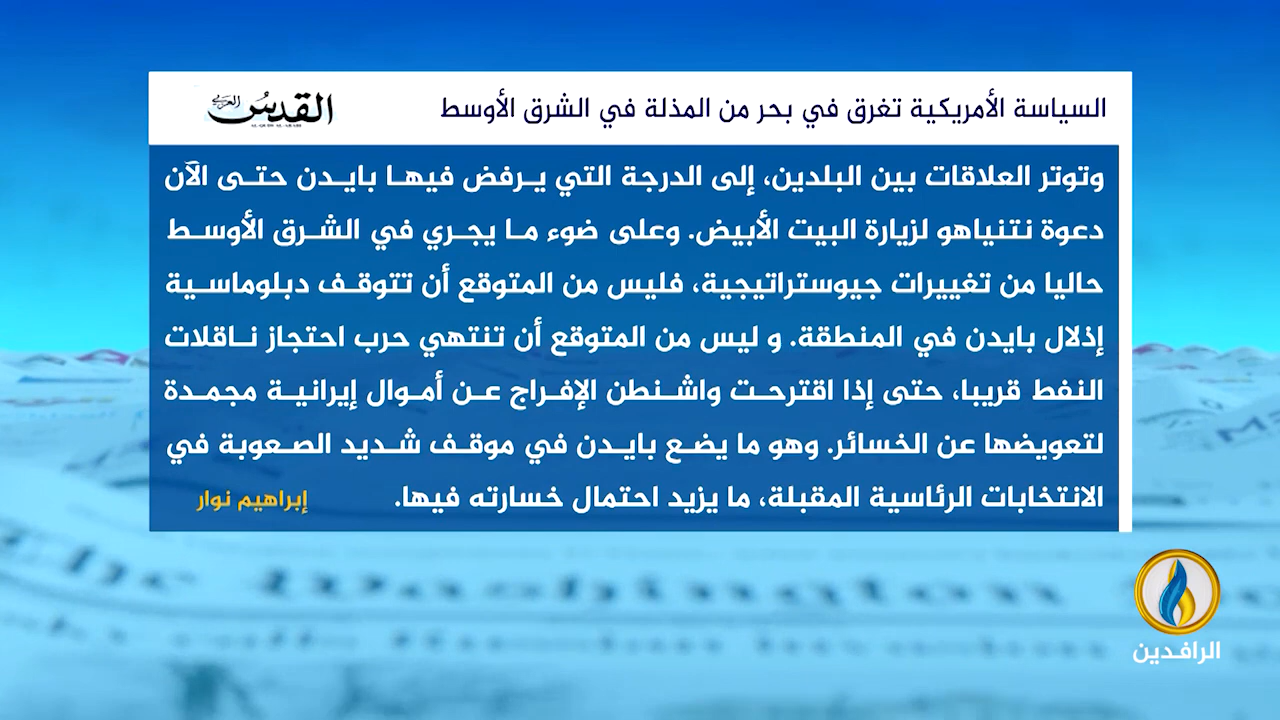 السياسة الأمريكية تغرق في بحر من المذلة في الشرق الأوسط
القدس العربي
AL-QUDS AL-ARABI
وتوتر العلاقات بين البلدين، إلى الدرجة التي يرفض فيها بايدن حتى الآن
دعوة نتنياهو لزيارة البيت الأبيض. وعلى ضوء ما يجري في الشرق الأوسط
حاليا من تغييرات جيوستراتيجية، فليس من المتوقع أن تتوقف دبلوماسية
إذلال بايدن في المنطقة. و ليس من المتوقع أن تنتهي حرب احتجاز ناقلات
النفط قريبا، حتى إذا اقترحت واشنطن الإفراج عن أموال إيرانية مجمدة
لتعويضها عن الخسائر. وهو ما يضع بايدن في موقف شديد الصعوبة في
الانتخابات الرئاسية المقبلة، ما يزيد احتمال خسارته فيها.
إبراهيم نوار
الرافدين